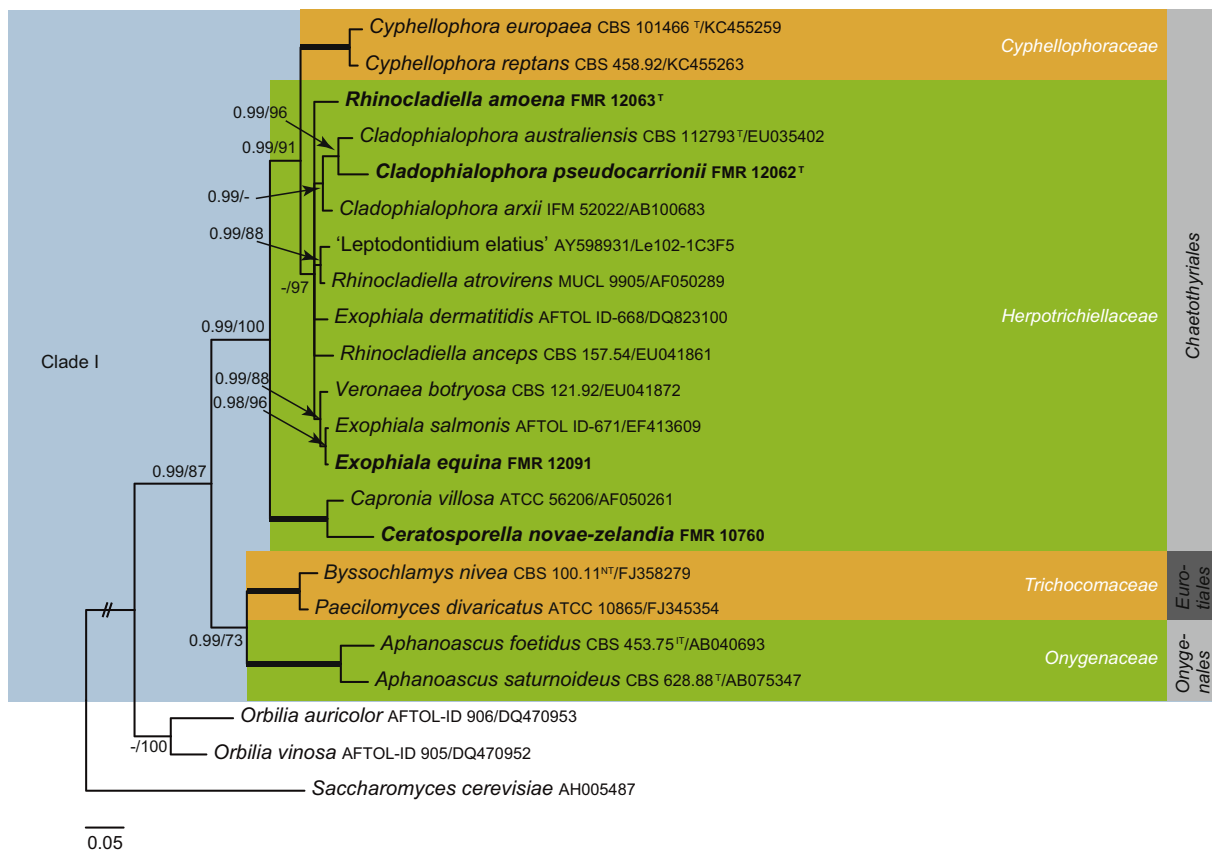 Cyphellophora europaea CBS 101466 T/KC455259
Cyphellophoraceae
Cyphellophora reptans CBS 458.92/KC455263
Rhinocladiella amoena FMR 12063T
0.99/96
Cladophialophora australiensis CBS 112793T/EU035402
0.99/91
Cladophialophora pseudocarrionii FMR 12062T
0.99/-
Cladophialophora arxii IFM 52022/AB100683
0.99/88
'Leptodontidium elatius' AY598931/Le102-1C3F5
Rhinocladiella atrovirens MUCL 9905/AF050289
-/97
Exophiala dermatitidis AFTOL ID-668/DQ823100
Herpotrichiellaceae
Chaetothyriales
0.99/100
Rhinocladiella anceps CBS 157.54/EU041861
Clade I
0.99/88
Veronaea botryosa CBS 121.92/EU041872
0.98/96
Exophiala salmonis AFTOL ID-671/EF413609
Exophiala equina FMR 12091
0.99/87
Capronia villosa ATCC 56206/AF050261
Ceratosporella novae-zelandia FMR 10760
Byssochlamys nivea CBS 100.11NT/FJ358279
Trichocomaceae
Euro-
tiales
Paecilomyces divaricatus ATCC 10865/FJ345354
0.99/73
Aphanoascus foetidus CBS 453.75IT/AB040693
Onygenaceae
Onyge-
nales
Aphanoascus saturnoideus CBS 628.88T/AB075347
Orbilia auricolor AFTOL-ID 906/DQ470953
-/100
Orbilia vinosa AFTOL-ID 905/DQ470952
Saccharomyces cerevisiae AH005487
0.05